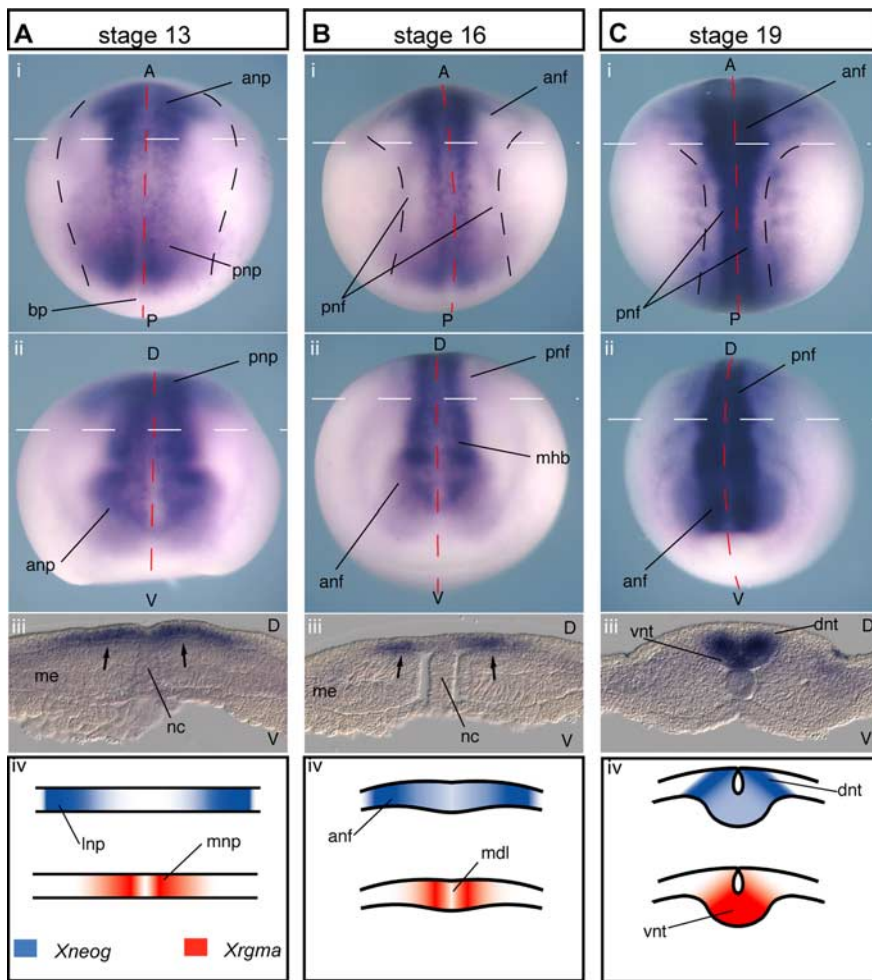 A stage 13
B stage 16
C stage 19
i
A
anp
pnp
bp
P
i
A
anf
pnf
P
i
A
anf
pnf
P
ii
D
pnp
anp
V
ii
D
pnf
mhb
anf
V
ii
D
pnf
anf
V
iii
D
me
nc
V
iii
D
me
nc
V
iii
D
vnt
dnt
V
iv
lnp
mnp
Xneog
Xrgma
iv
anf
mdl
iv
dnt
vnt